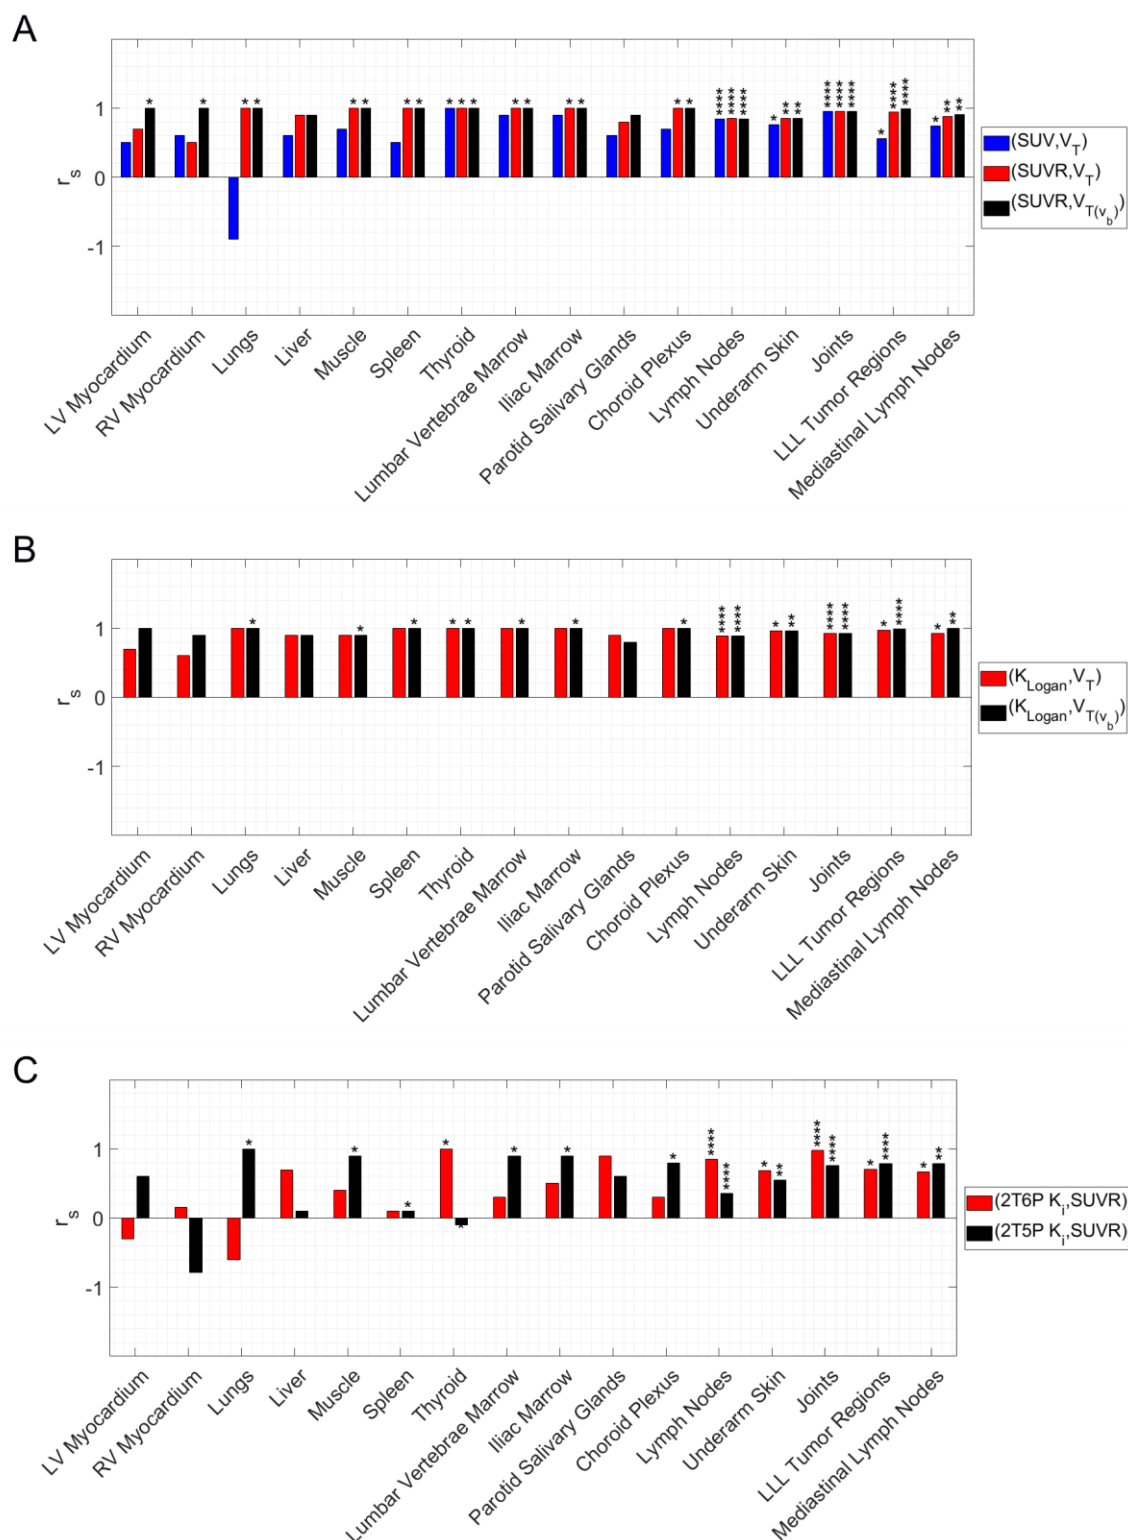 A
* * * * * * * * * * * * * * * * * * * **** **** **** * ** ** **** **** **** * **** **** * ** **
1
0
-1
r_s
(SUV,V_T)
(SUVR,V_T)
(SUVR,V_T(v_b))
LV Myocardium
RV Myocardium
Lungs
Liver
Muscle
Spleen
Thyroid
Lumbar Vertebrae Marrow
Iliac Marrow
Parotid Salivary Glands
Choroid Plexus
Lymph Nodes
Underarm Skin
Joints
LLL Tumor Regions
Mediastinal Lymph Nodes
B
* * * * * * * * **** **** * ** **** **** * **** * **
1
0
-1
r_s
(K_Logan,V_T)
(K_Logan,V_T(v_b))
LV Myocardium
RV Myocardium
Lungs
Liver
Muscle
Spleen
Thyroid
Lumbar Vertebrae Marrow
Iliac Marrow
Parotid Salivary Glands
Choroid Plexus
Lymph Nodes
Underarm Skin
Joints
LLL Tumor Regions
Mediastinal Lymph Nodes
C
* * * * * * * * **** **** * ** **** **** * **** * **
1
0
-1
r_s
(2T6P K_i,SUVR)
(2T5P K_i,SUVR)
LV Myocardium
RV Myocardium
Lungs
Liver
Muscle
Spleen
Thyroid
Lumbar Vertebrae Marrow
Iliac Marrow
Parotid Salivary Glands
Choroid Plexus
Lymph Nodes
Underarm Skin
Joints
LLL Tumor Regions
Mediastinal Lymph Nodes